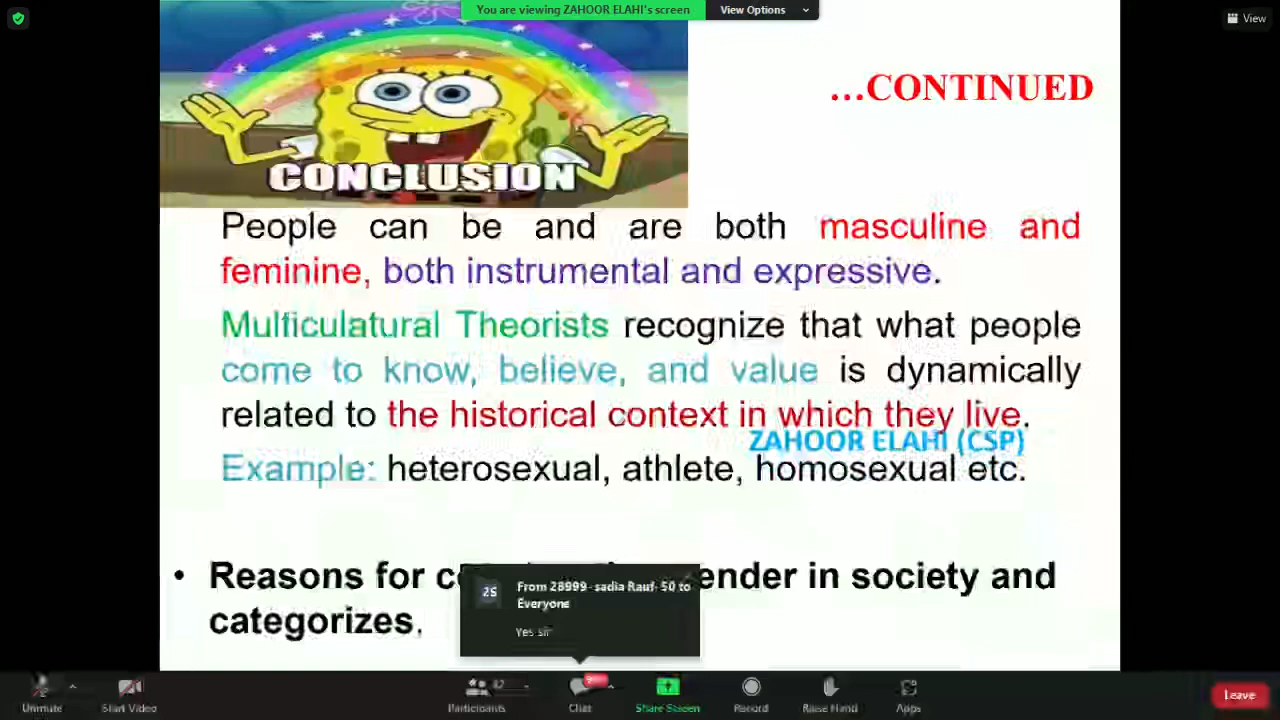 You are viewing ZAHOOR ELAHI's screen View Options
View
...CONTINUED
CONCLUSION
People can be and are both masculine and
feminine, both instrumental and expressive.
Multiculatural Theorists recognize that what people
come to know, believe, and value is dynamically
related to the historical context in which they live.
ZAHOOR ELAHI (CSP)
Example: heterosexual, athlete, homosexual etc.
• Reasons for ender in society and
categorizes.
2S
From 28999- sadia Rauf- 50 to
Everyone
Yes sir
Unmute Start Video Participants Chat Share Screen Record Raise Hand Apps Leave